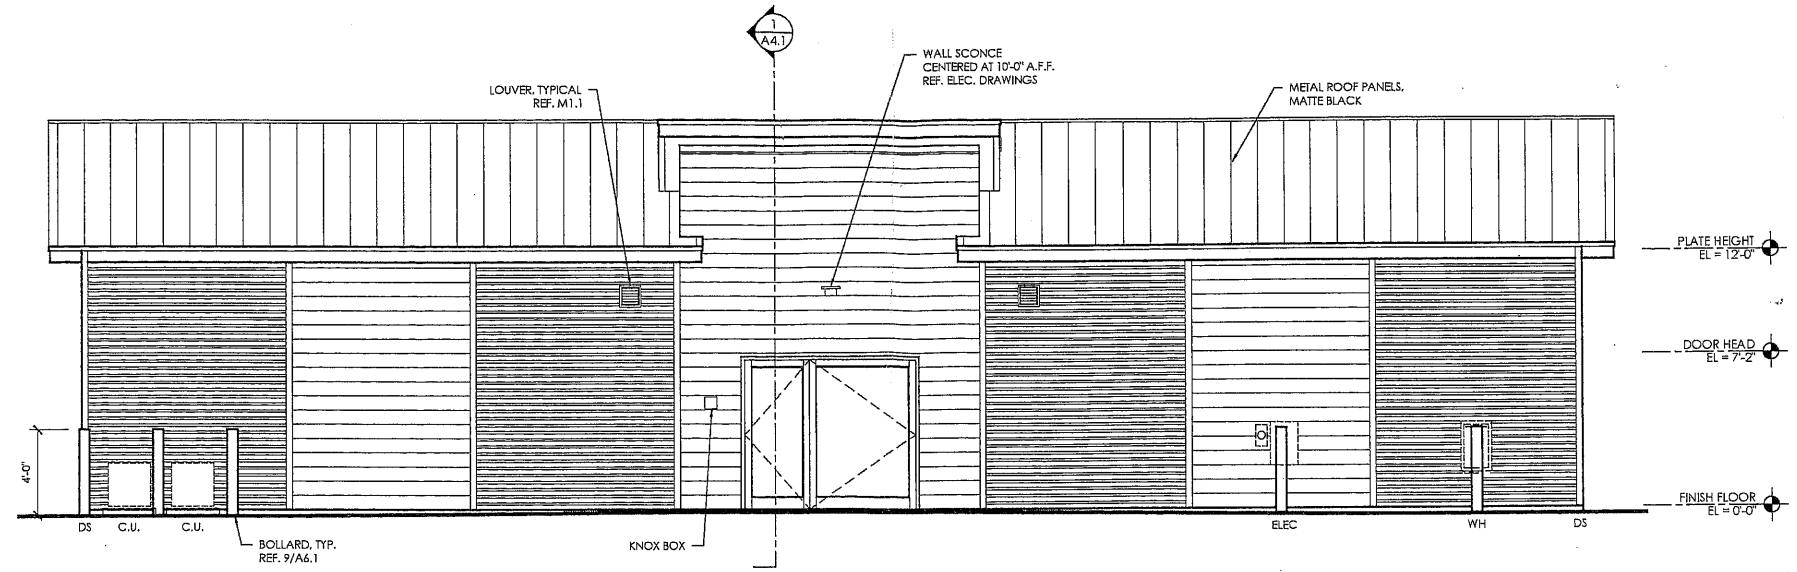 1
A4.1
WALL SCONCE
CENTERED AT 10'-0" A.F.F.
REF. ELEC. DRAWINGS
LOUVER, TYPICAL
REF. M1.1
METAL ROOF PANELS,
MATTE BLACK
PLATE HEIGHT
EL = 12'-0"
DOOR HEAD
EL = 7'-2"
4'-0"
FINISH FLOOR
EL = 0'-0"
DS
C.U.
C.U.
ELEC
WH
DS
BOLLARD, TYP.
REF. 9/A6.1
KNOX BOX